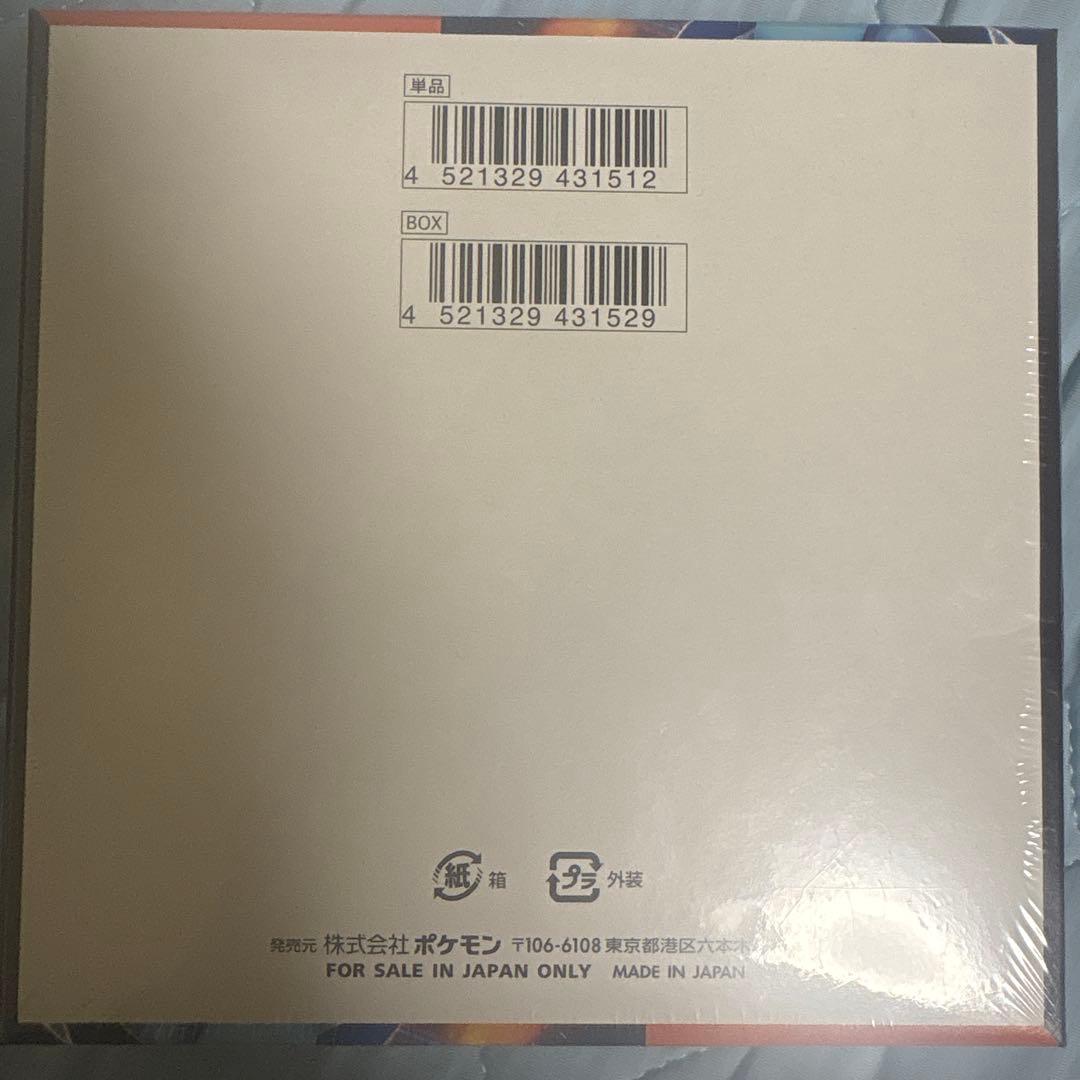 単品
4 521329 431512
BOX
4 521329 431529
紙 箱
プラ 外装
発売元 株式会社 ポケモン 〒106-6108 東京都港区六本木
FOR SALE IN JAPAN ONLY MADE IN JAPAN